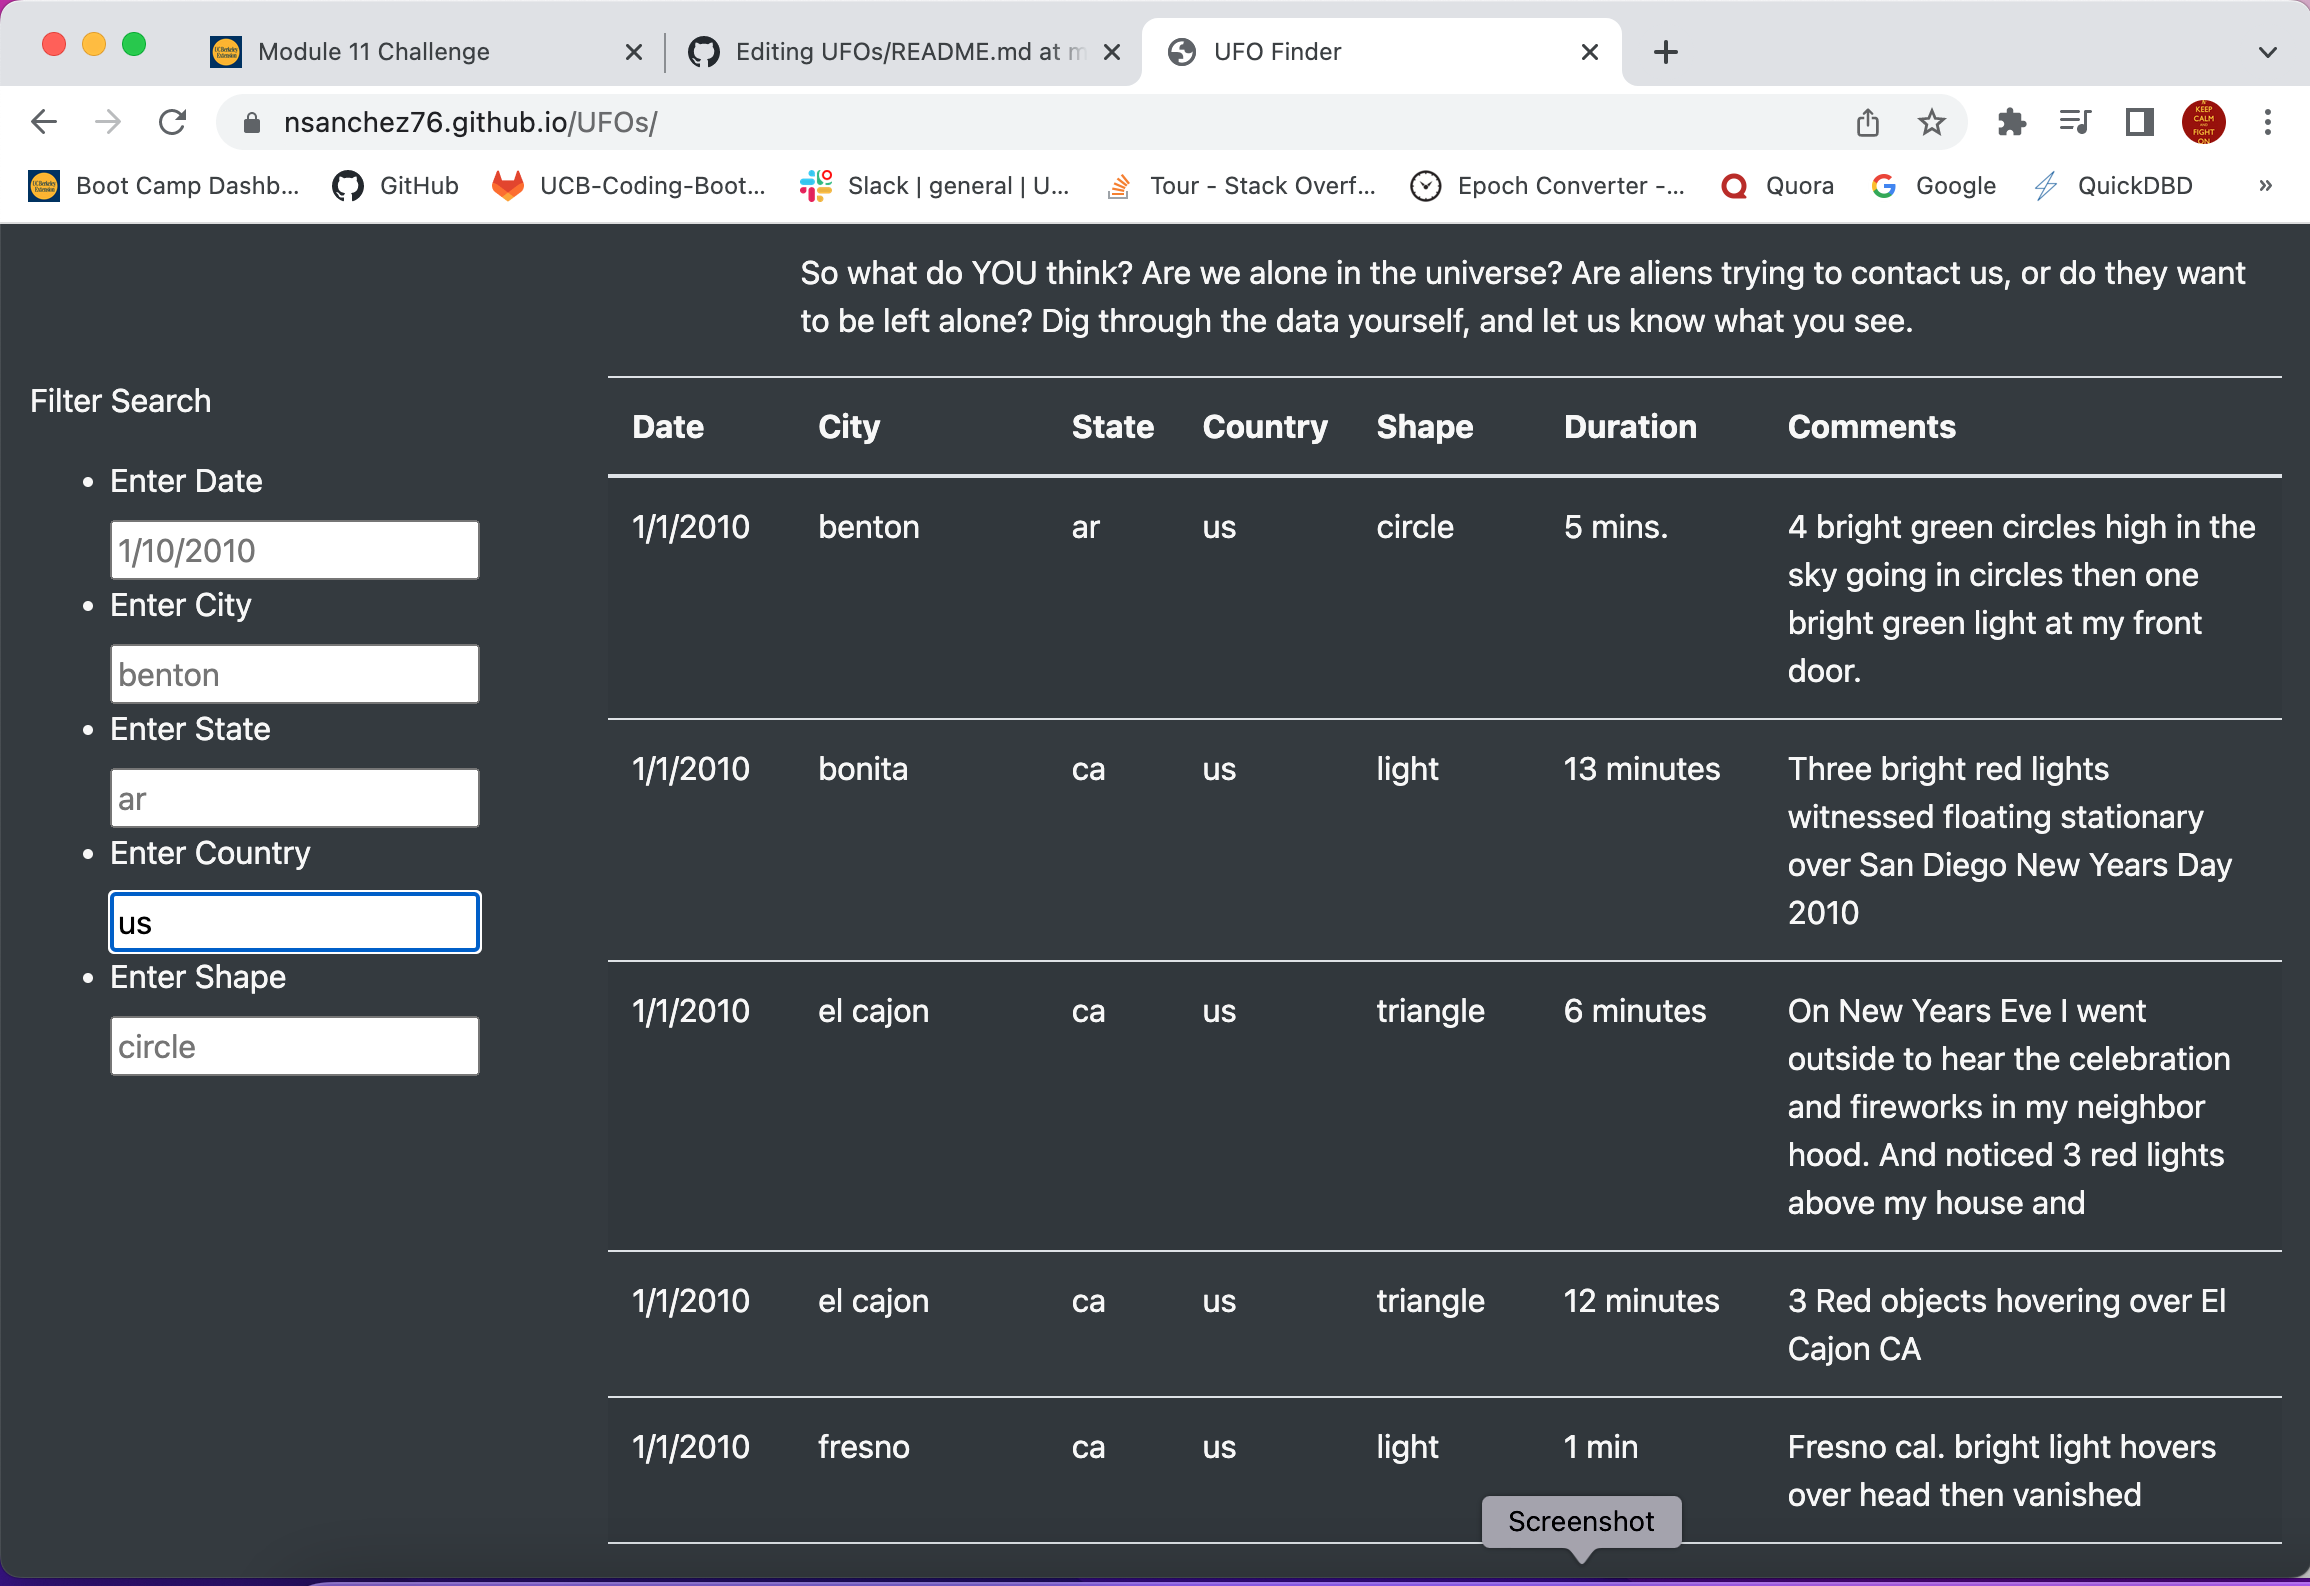 Module 11 Challenge
Editing UFOs/README.md at m
UFO Finder
nsanchez76.github.io/UFOs/
KEEP
CALM
AND
FIGHT
ON
Boot Camp Dashb...
GitHub
UCB-Coding-Boot...
Slack | general | U...
Tour - Stack Overf...
Epoch Converter -...
Quora
Google
QuickDBD
»
So what do YOU think? Are we alone in the universe? Are aliens trying to contact us, or do they want
to be left alone? Dig through the data yourself, and let us know what you see.
Filter Search
• Enter Date
1/10/2010
• Enter City
benton
• Enter State
ar
• Enter Country
us
• Enter Shape
circle
Date City State Country Shape Duration Comments
1/1/2010 benton ar us circle 5 mins. 4 bright green circles high in the
sky going in circles then one
bright green light at my front
door.
1/1/2010 bonita ca us light 13 minutes Three bright red lights
witnessed floating stationary
over San Diego New Years Day
2010
1/1/2010 el cajon ca us triangle 6 minutes On New Years Eve I went
outside to hear the celebration
and fireworks in my neighbor
hood. And noticed 3 red lights
above my house and
1/1/2010 el cajon ca us triangle 12 minutes 3 Red objects hovering over El
Cajon CA
1/1/2010 fresno ca us light 1 min Fresno cal. bright light hovers
over head then vanished
Screenshot